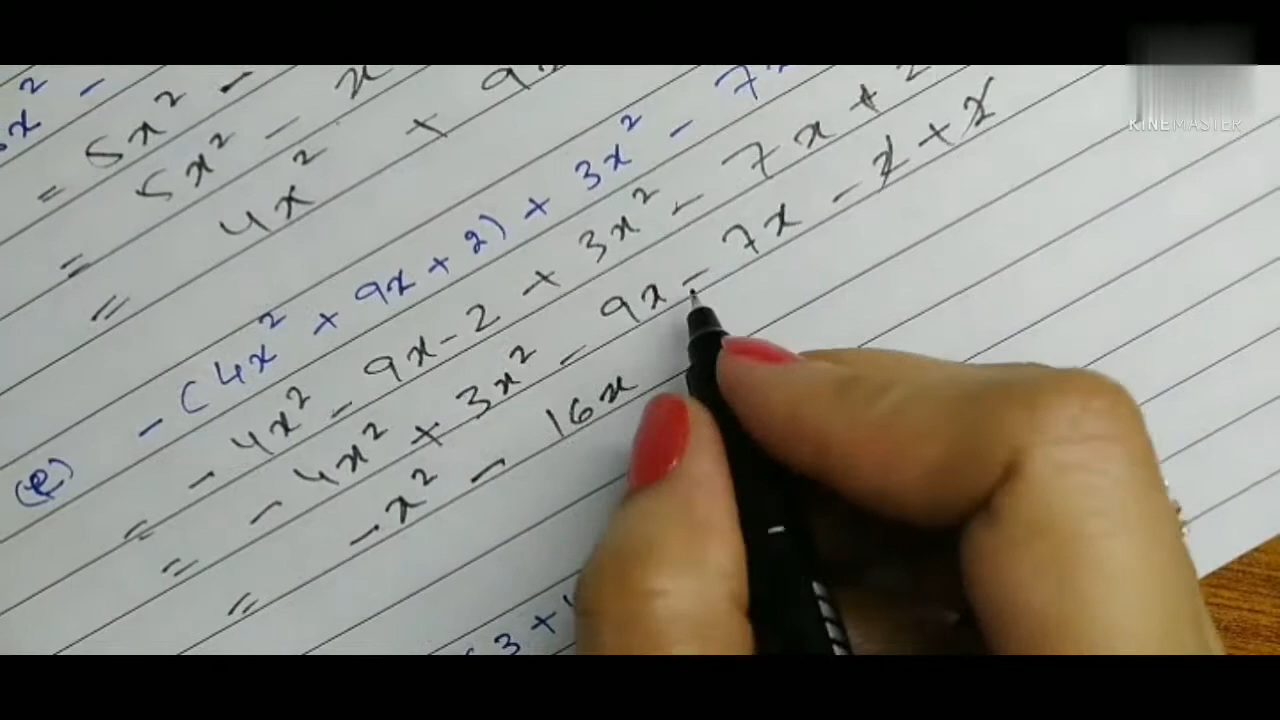 = 5x² -
= 5x² - x
= 4x² + 9
(e) - (4x² + 9x + 2) + 3x² - 7x
= - 4x² - 9x - 2 + 3x² - 7x + 2
= - 4x² + 3x² - 9x - 7x - 2 + 2
= - x² - 16x
3 +
KINEMASTER